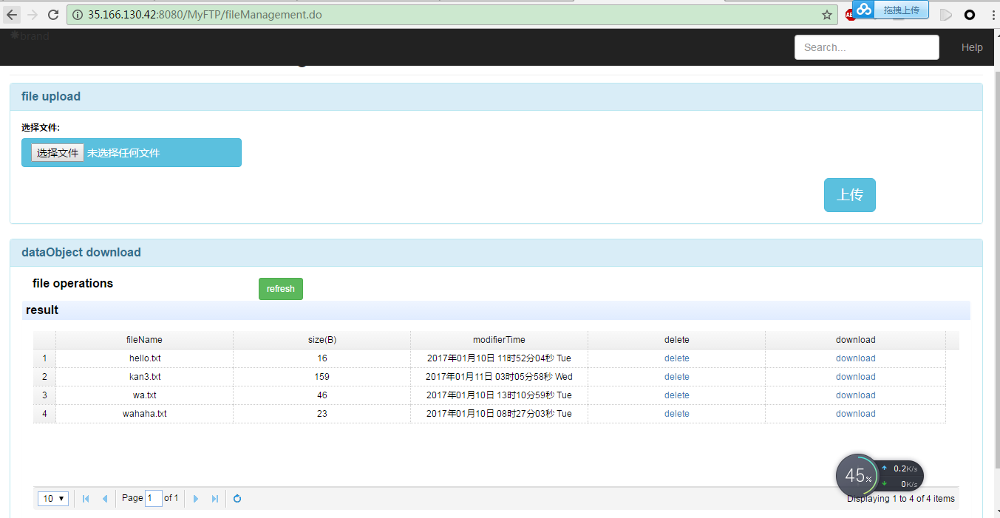 35.166.130.42:8080/MyFTP/fileManagement.do
拖拽上传
brand
Search...
Help
file upload
选择文件:
选择文件 未选择任何文件
上传
dataObject download
file operations
refresh
result
fileName size(B) modifierTime delete download
1 hello.txt 16 2017年01月10日 11时52分04秒 Tue delete download
2 kan3.txt 159 2017年01月11日 03时05分58秒 Wed delete download
3 wa.txt 46 2017年01月10日 13时10分59秒 Tue delete download
4 wahaha.txt 23 2017年01月10日 08时27分03秒 Tue delete download
45%
0.2K/s
0K/s
10 Page 1 of 1 Displaying 1 to 4 of 4 items